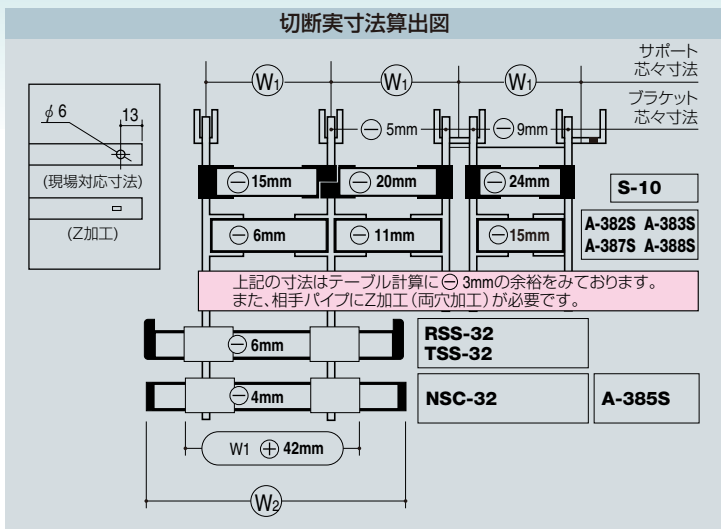 切断実寸法算出図
サポート
芯々寸法
W1 W1 W1
ブラケット
芯々寸法
φ6 13
⊖ 5mm ⊖ 9mm
(現場対応寸法)
⊖ 15mm ⊖ 20mm ⊖ 24mm
S-10
(Z加工)
⊖ 6mm ⊖ 11mm ⊖ 15mm
A-382S A-383S
A-387S A-388S
上記の寸法はテーブル計算に⊖3mmの余裕をみております。
また、相手パイプにZ加工(両穴加工)が必要です。
⊖ 6mm
RSS-32
TSS-32
⊖ 4mm
NSC-32
A-385S
W1 ⊕ 42mm
W2